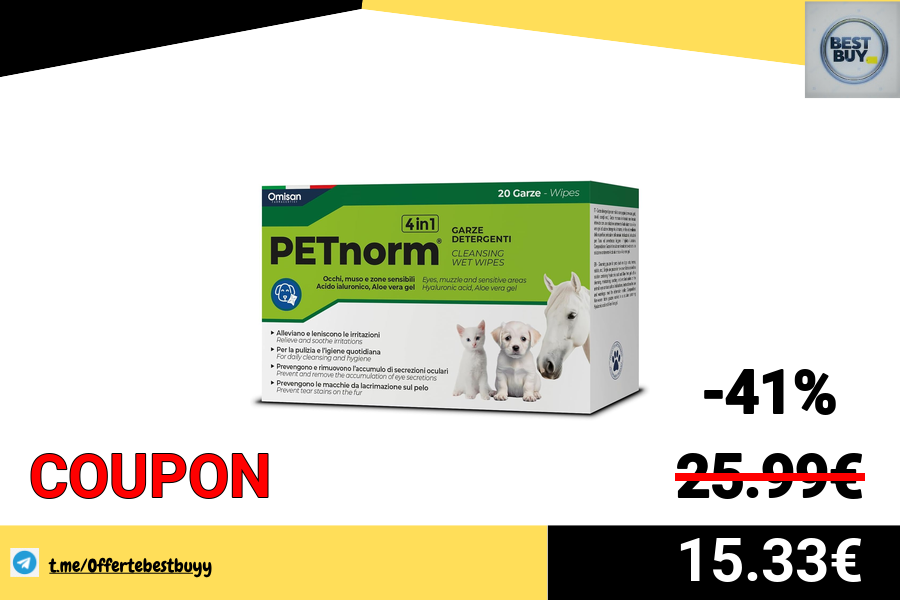 BEST
BUY
Omisan
20 Garze - Wipes
4in1
PETnorm®
GARZE
DETERGENTI
CLEANSING
WET WIPES
Occhi, muso e zone sensibili
Acido ialuronico, Aloe vera gel
Eyes, muzzle and sensitive areas
Hyaluronic acid, Aloe vera gel
Alleviano e leniscono le irritazioni
Relieve and soothe irritations
Per la pulizia e l'igiene quotidiana
For daily cleansing and hygiene
Prevengono e rimuovono l'accumulo di secrezioni oculari
Prevent and remove the accumulation of eye secretions
Prevengono le macchie da lacrimazione sul pelo
Prevent tear stains on the fur
-41%
COUPON
25.99€
t.me/Offertebestbuyy
15.33€